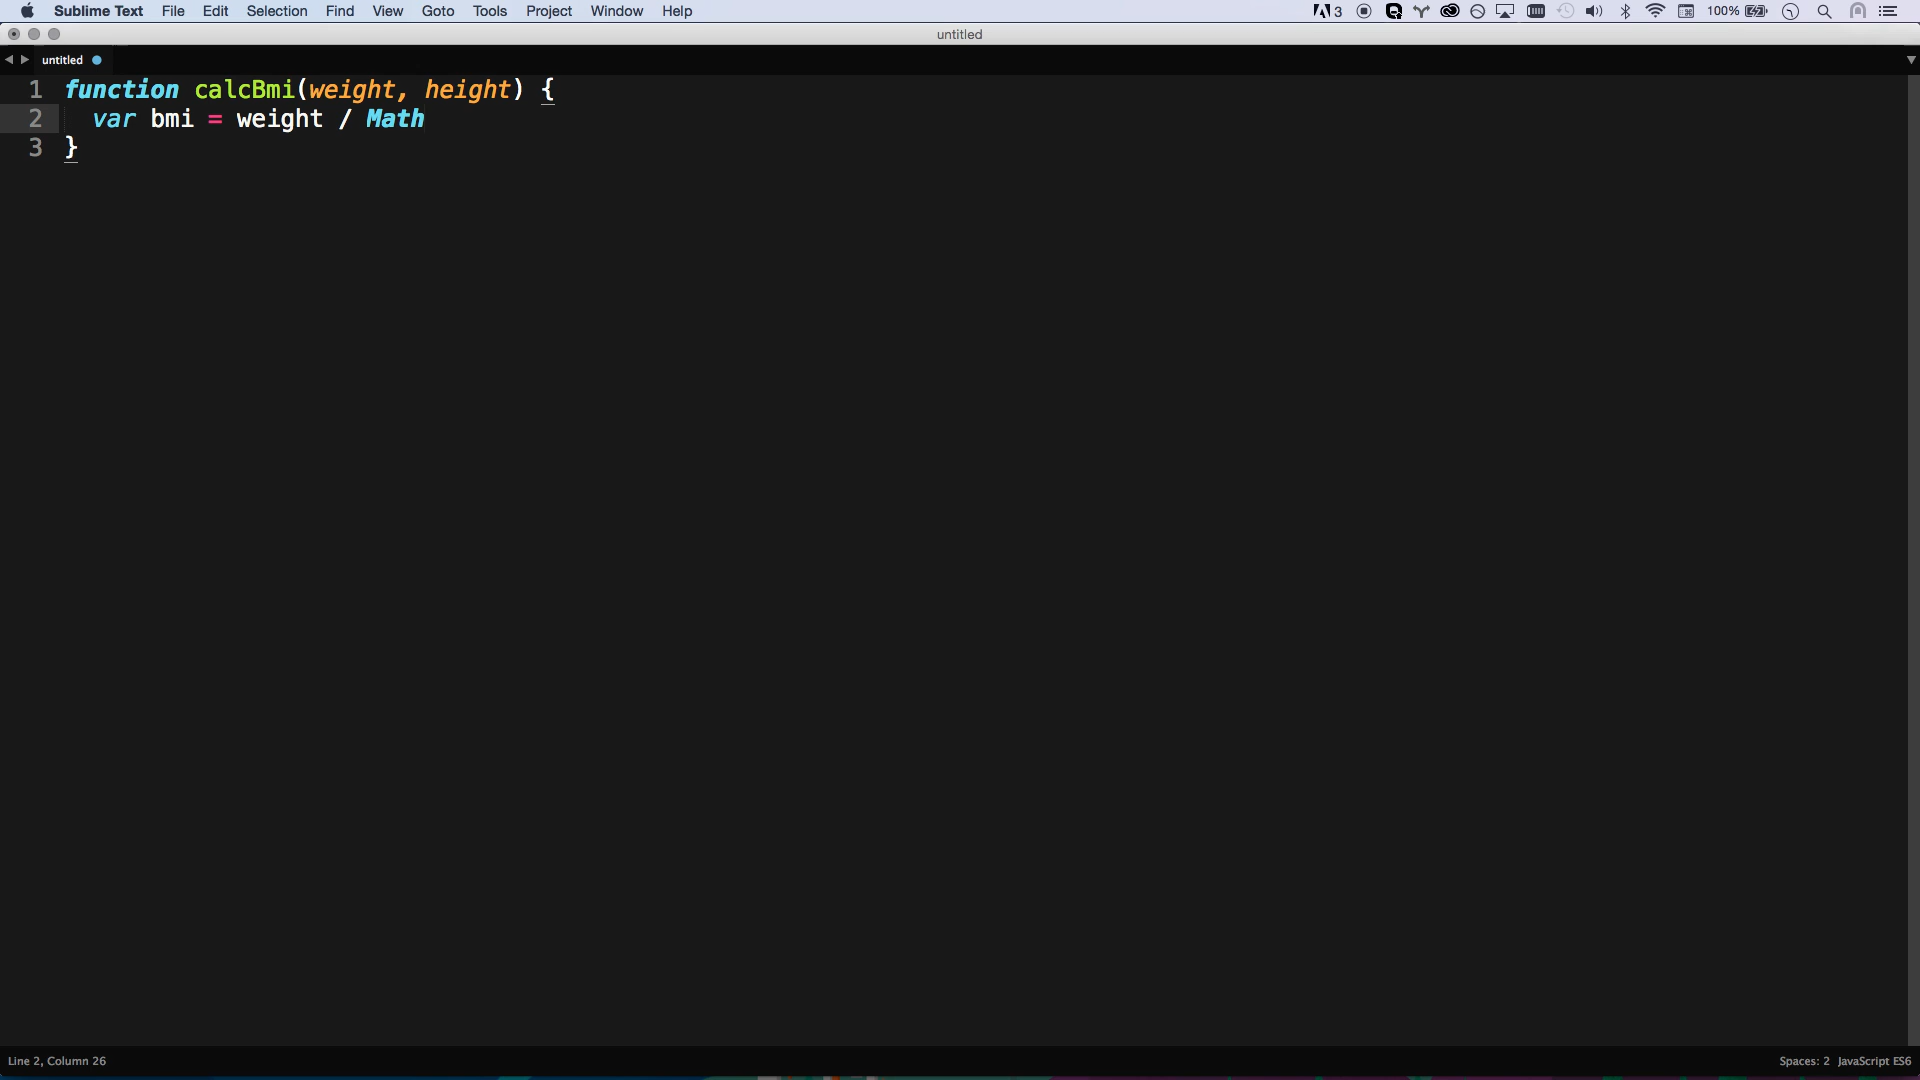 Sublime Text File Edit Selection Find View Goto Tools Project Window Help 3 100%
untitled
untitled
1 function calcBmi(weight, height) {
2   var bmi = weight / Math
3 }
Line 2, Column 26 Spaces: 2 JavaScript ES6